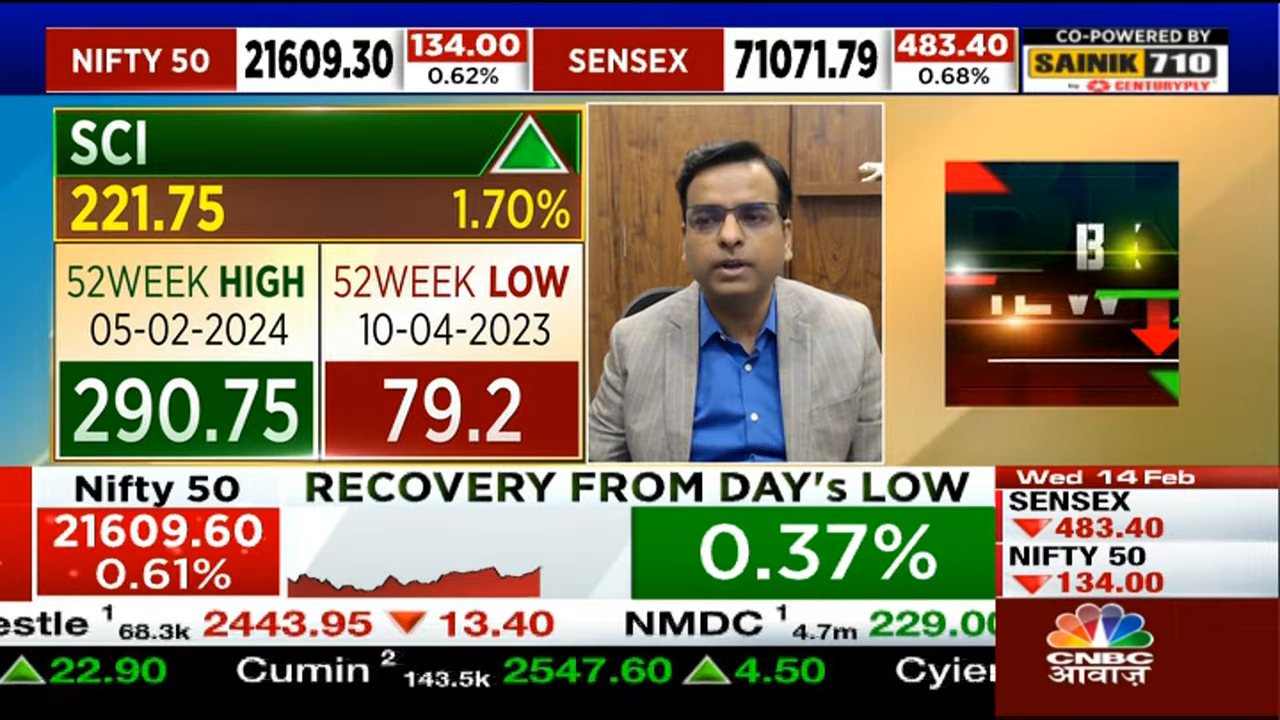 NIFTY 50 21609.30 134.00 0.62% SENSEX 71071.79 483.40 0.68%
CO-POWERED BY
SAINIK 710
by CENTURYPLY
SCI
221.75 1.70%
52WEEK HIGH
05-02-2024
290.75
52WEEK LOW
10-04-2023
79.2
Nifty 50
21609.60
0.61%
RECOVERY FROM DAY's LOW
0.37%
Wed 14 Feb
SENSEX
483.40
NIFTY 50
134.00
estle 1 68.3k 2443.95 13.40 NMDC 1 4.7m 229.00
22.90 Cumin 2 143.5k 2547.60 4.50 Cyien
CNBC
आवाज़